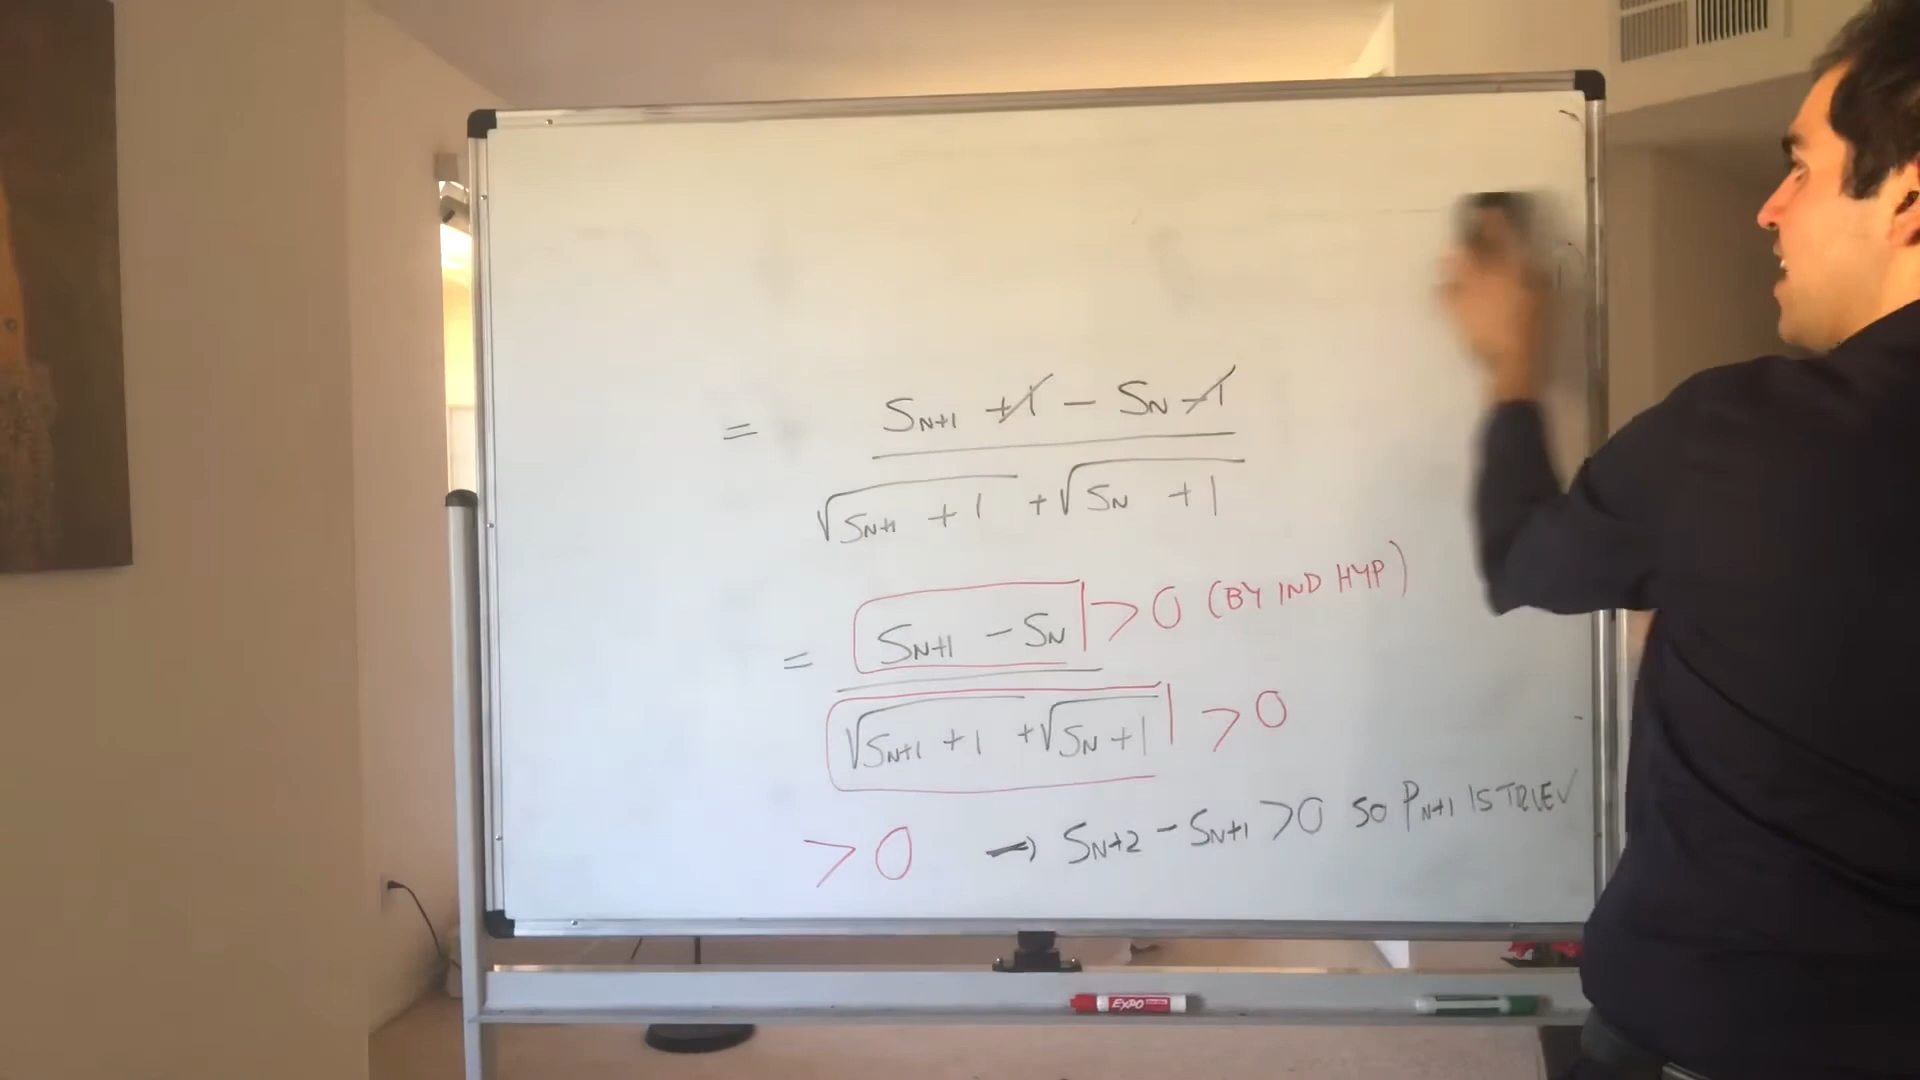 = (S_{N+1} +1 - S_N -1) / (√(S_{N+1} + 1) + √(S_N + 1))
= (S_{N+1} - S_N) / (√(S_{N+1} + 1) + √(S_N + 1))
>0 (BY IND HYP)
>0
>0 → S_{N+2} - S_{N+1} >0 SO P_{N+1} IS TRUE ✓
EXPO